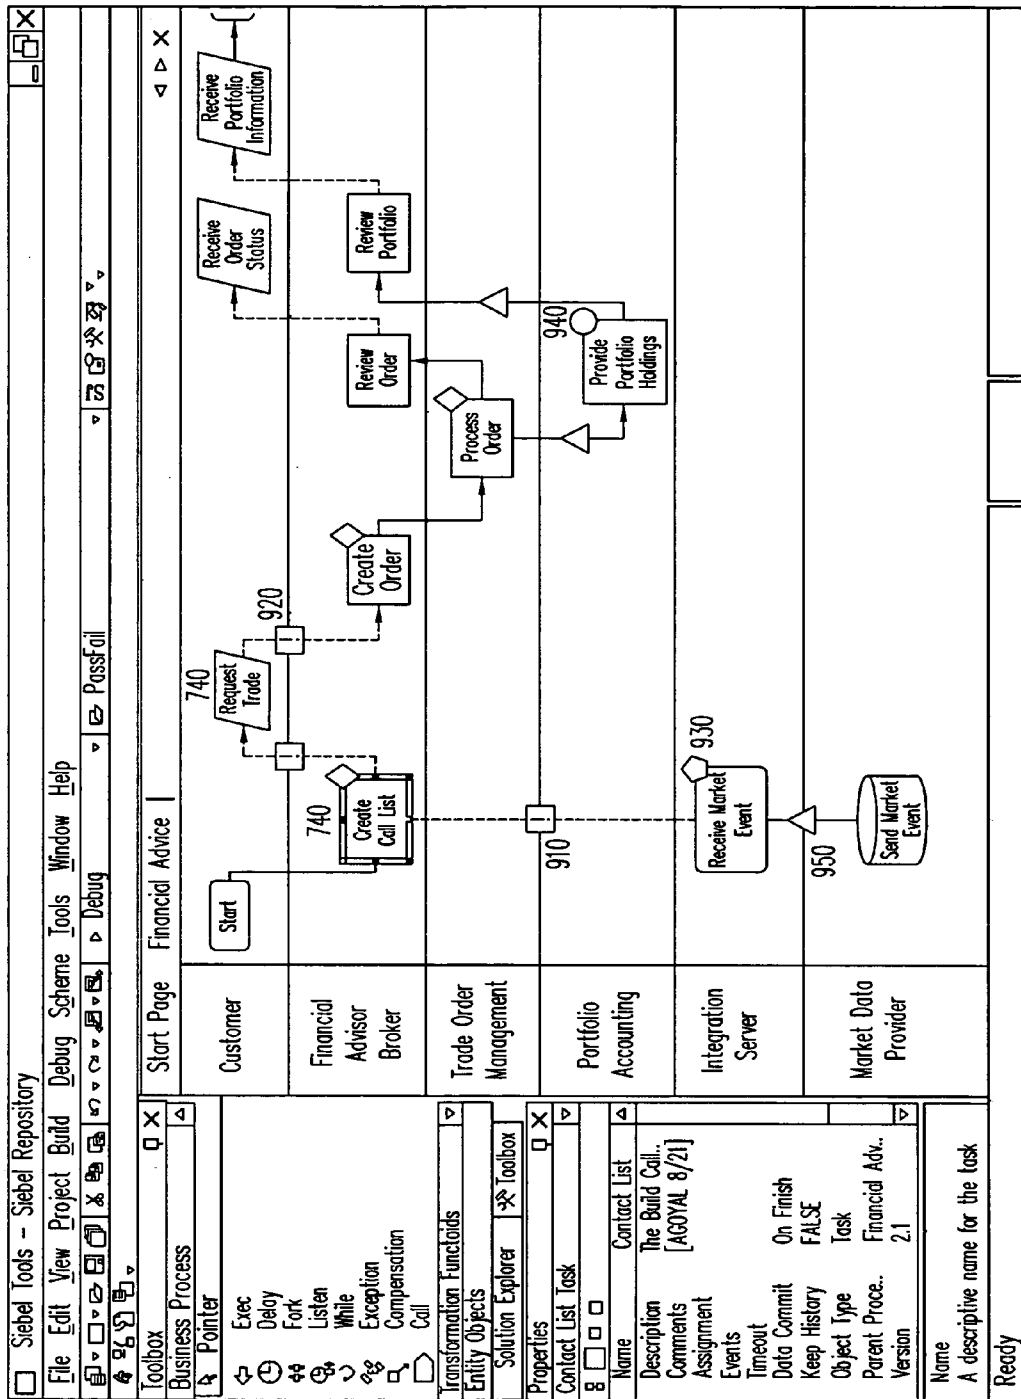 Siebel Tools – Siebel Repository
File Edit View Project Build Debug Scheme Tools Window Help
Debug
PassFail
Toolbox
Business Process
Pointer
Exec
Delay
Fork
Listen
While
Exception
Compensation
Call
Transformation Functoids
Entity Objects
Solution Explorer
Toolbox
Properties
Contact List Task
Name Contact List
Description The Build Call..
Comments [AGOYAL 8/21]
Assignment
Events
Timeout
Data Commit On Finish
Keep History FALSE
Object Type Task
Parent Proce.. Financial Adv..
Version 2.1
Name
A descriptive name for the task
Ready
Start Page
Financial Advice
Customer
Start
740
Request
Trade
Receive
Order
Status
Receive
Portfolio
Information
920
Financial
Advisor
Broker
740
Create
Call List
Create
Order
Review
Order
Review
Portfolio
Trade Order
Management
Process
Order
Portfolio
Accounting
910
940
Provide
Portfolio
Holdings
Integration
Server
Receive Market
Event
930
950
Market Data
Provider
Send Market
Event